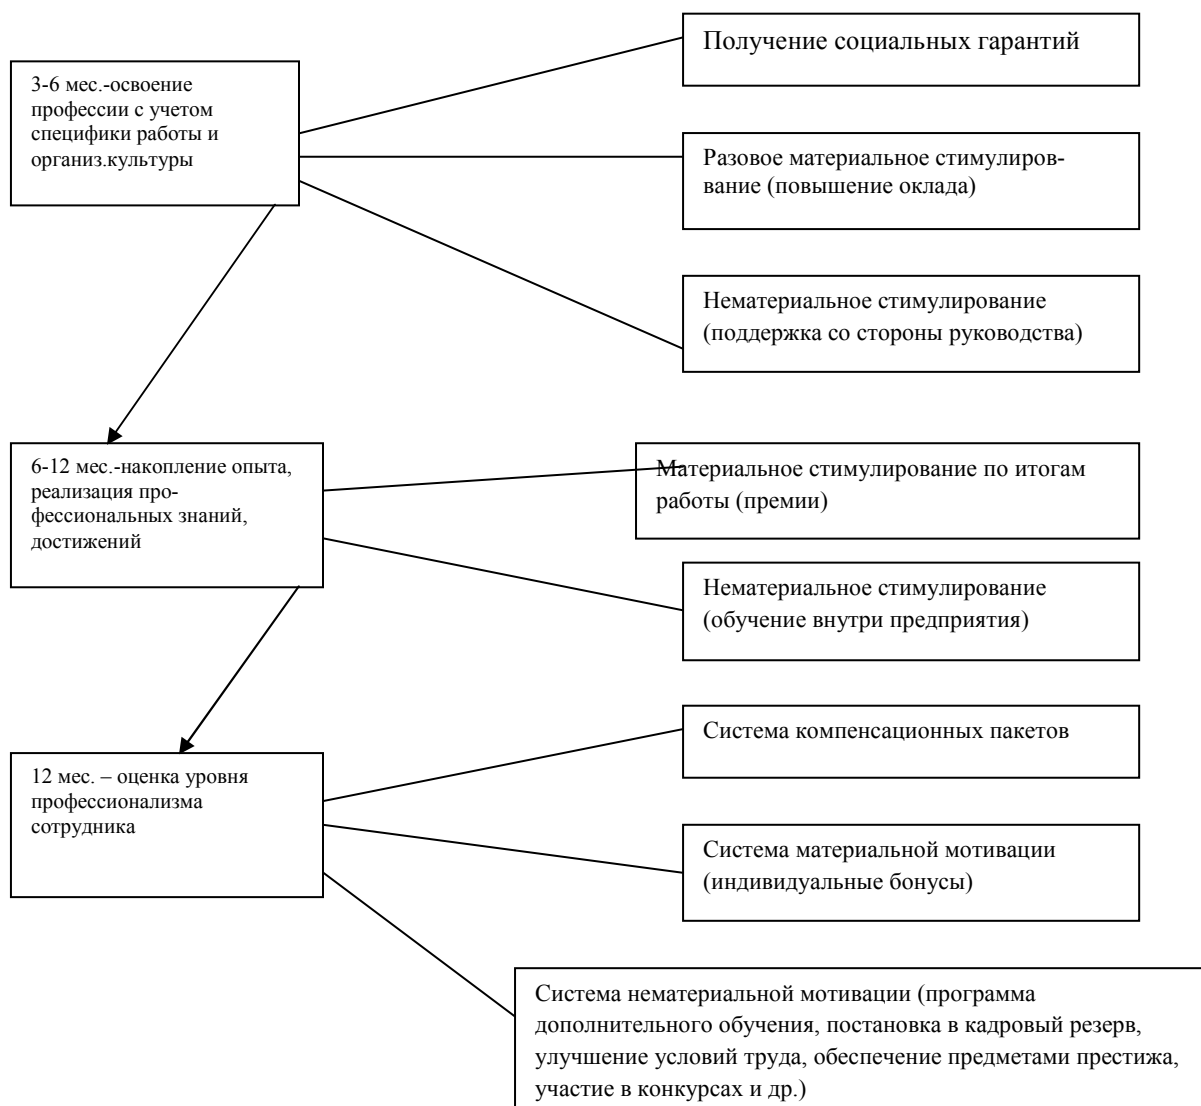 Получение социальных гарантий
3-6 мес.-освоение
профессии с учетом
специфики работы и
организ.культуры
Разовое материальное стимулиров-
вание (повышение оклада)
Нематериальное стимулирование
(поддержка со стороны руководства)
6-12 мес.-накопление опыта,
реализация про-
фессиональных знаний,
достижений
Материальное стимулирование по итогам
работы (премии)
Нематериальное стимулирование
(обучение внутри предприятия)
Система компенсационных пакетов
12 мес. – оценка уровня
профессионализма
сотрудника
Система материальной мотивации
(индивидуальные бонусы)
Система нематериальной мотивации (программа
дополнительного обучения, постановка в кадровый резерв,
улучшение условий труда, обеспечение предметами престижа,
участие в конкурсах и др.)